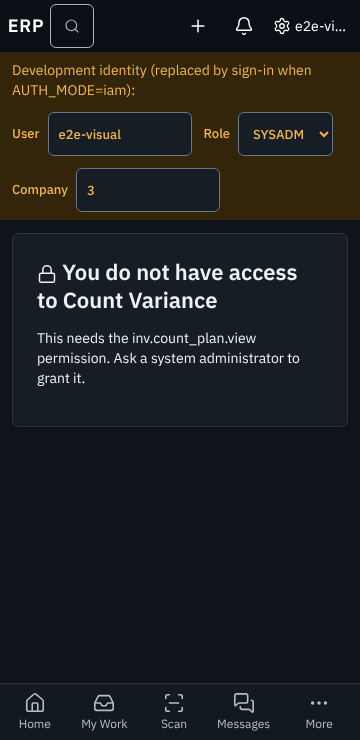 ERP
e2e-vi...
Development identity (replaced by sign-in when
AUTH_MODE=iam):
User e2e-visual Role SYSADM
Company 3
You do not have access
to Count Variance
This needs the inv.count_plan.view
permission. Ask a system administrator to
grant it.
Home My Work Scan Messages More